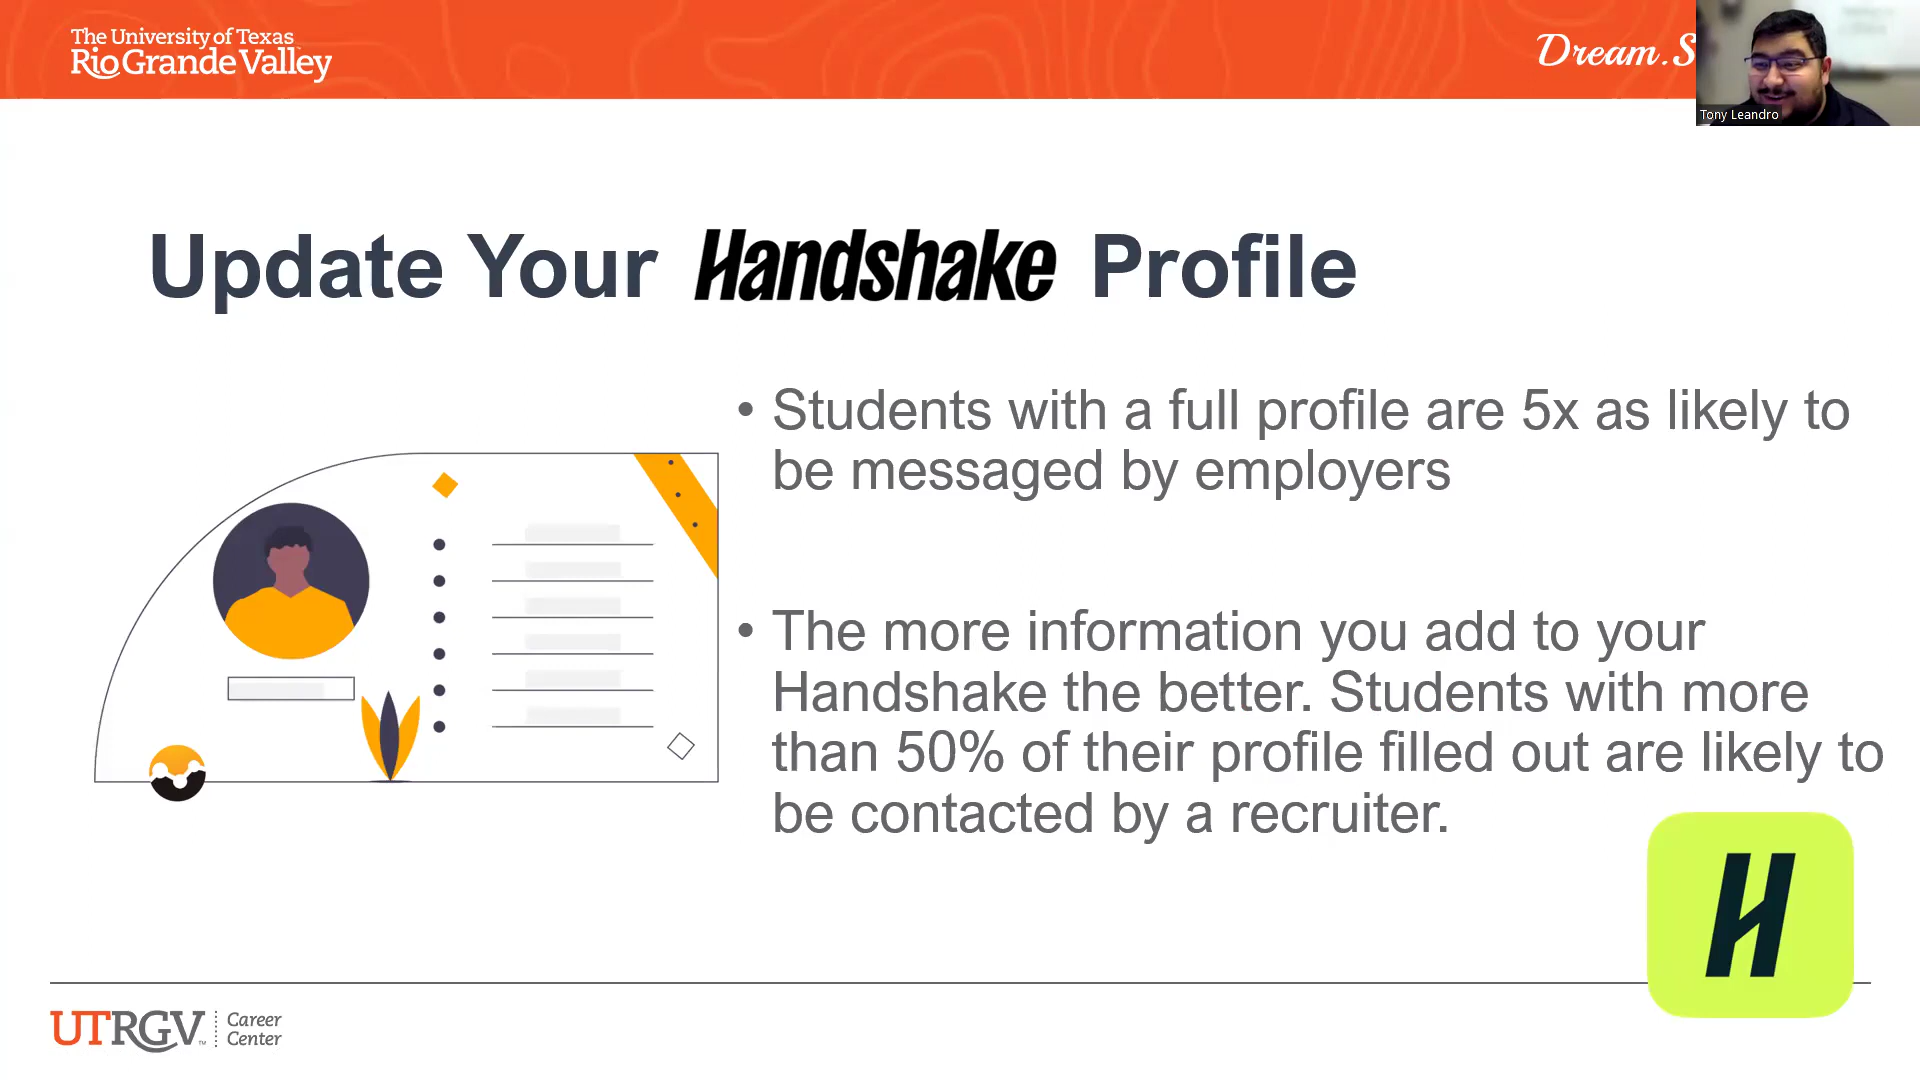 The University of Texas
Rio Grande Valley
Dream.S
Tony Leandro
Update Your Handshake Profile
• Students with a full profile are 5x as likely to
be messaged by employers
• The more information you add to your
Handshake the better. Students with more
than 50% of their profile filled out are likely to
be contacted by a recruiter.
H
UTRGV™
Career
Center